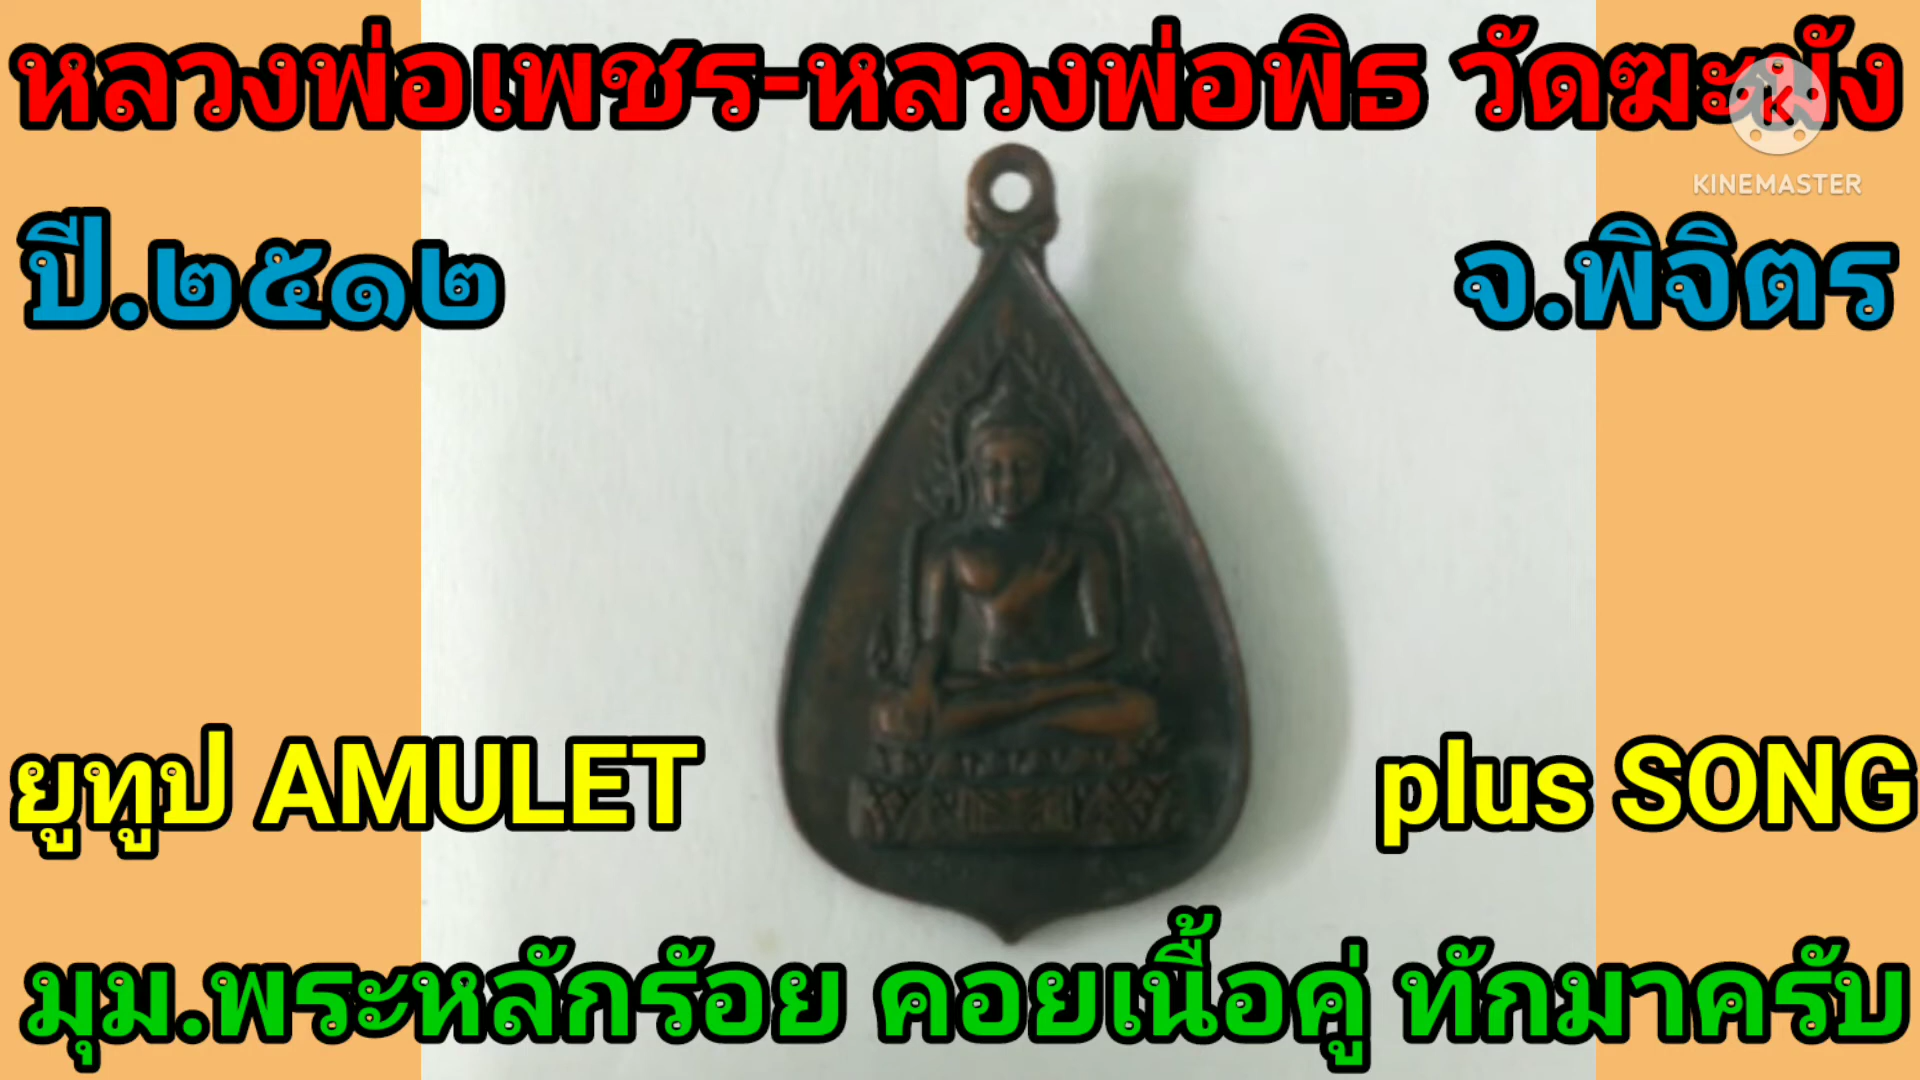 หลวงพ่อเพชร-หลวงพ่อพิธ วัดฆะมัง
KINEMASTER
ปี.๒๕๑๒ จ.พิจิตร
ยูทูป AMULET plus SONG
มุม.พระหลักร้อย คอยเนื้อคู่ ทักมาครับ